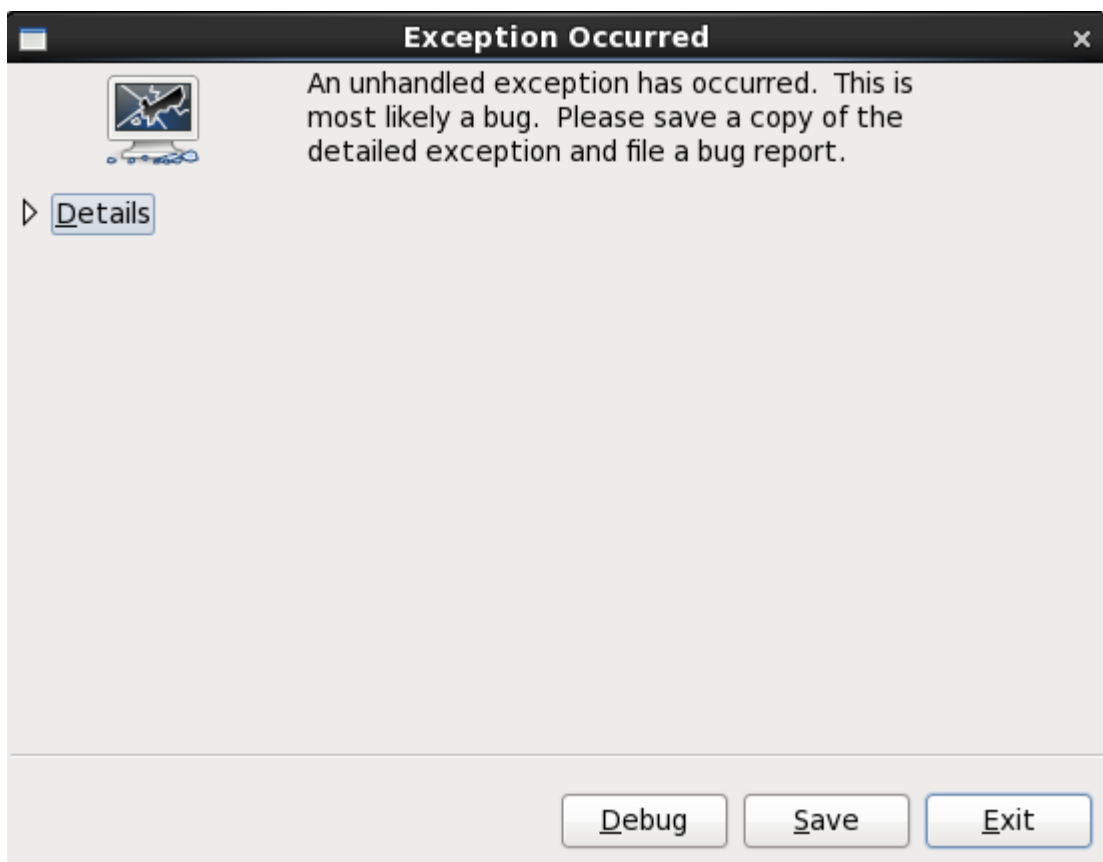 Exception Occurred
An unhandled exception has occurred.  This is
most likely a bug.  Please save a copy of the
detailed exception and file a bug report.
Details
Debug Save Exit